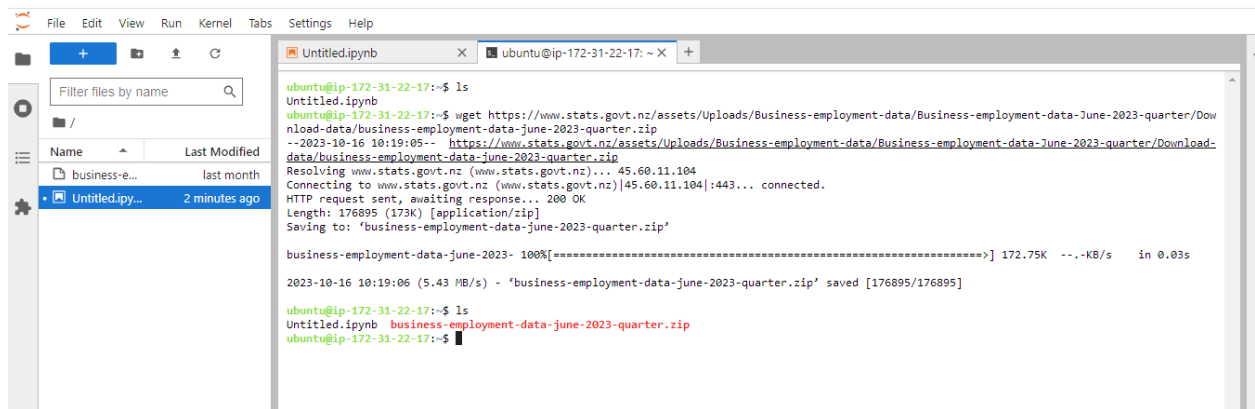 File Edit View Run Kernel Tabs Settings Help
+
Filter files by name
/
Name Last Modified
business-e... last month
Untitled.ipy... 2 minutes ago
Untitled.ipynb
ubuntu@ip-172-31-22-17: ~
ubuntu@ip-172-31-22-17:~$ ls
Untitled.ipynb
ubuntu@ip-172-31-22-17:~$ wget https://www.stats.govt.nz/assets/Uploads/Business-employment-data/Business-employment-data-June-2023-quarter/Dow
nload-data/business-employment-data-june-2023-quarter.zip
--2023-10-16 10:19:05-- https://www.stats.govt.nz/assets/Uploads/Business-employment-data/Business-employment-data-June-2023-quarter/Download-
data/business-employment-data-june-2023-quarter.zip
Resolving www.stats.govt.nz (www.stats.govt.nz)... 45.60.11.104
Connecting to www.stats.govt.nz (www.stats.govt.nz)|45.60.11.104|:443... connected.
HTTP request sent, awaiting response... 200 OK
Length: 176895 (173K) [application/zip]
Saving to: ‘business-employment-data-june-2023-quarter.zip’
business-employment-data-june-2023- 100%[===================================================================>] 172.75K --.-KB/s in 0.03s
2023-10-16 10:19:06 (5.43 MB/s) - ‘business-employment-data-june-2023-quarter.zip’ saved [176895/176895]
ubuntu@ip-172-31-22-17:~$ ls
Untitled.ipynb business-employment-data-june-2023-quarter.zip
ubuntu@ip-172-31-22-17:~$